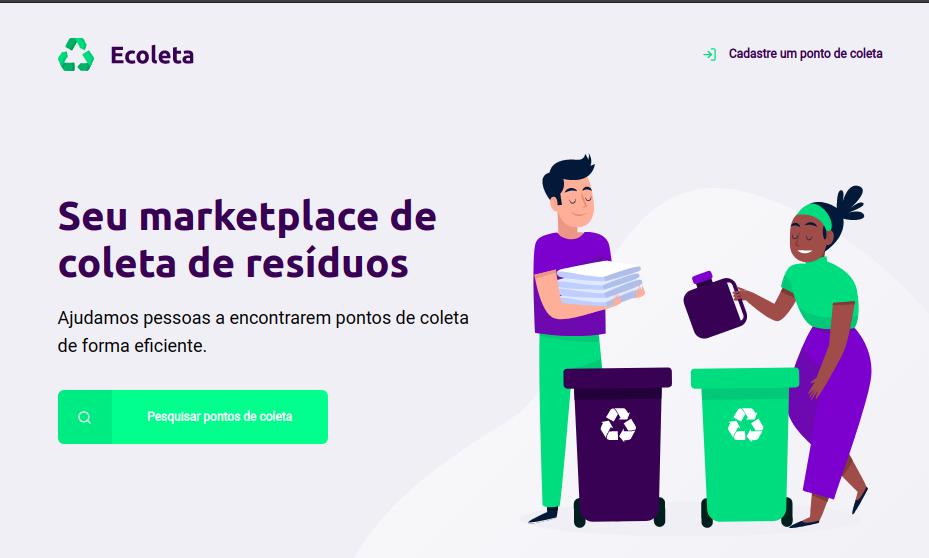 Ecoleta
Cadastre um ponto de coleta
Seu marketplace de
coleta de resíduos
Ajudamos pessoas a encontrarem pontos de coleta
de forma eficiente.
Pesquisar pontos de coleta